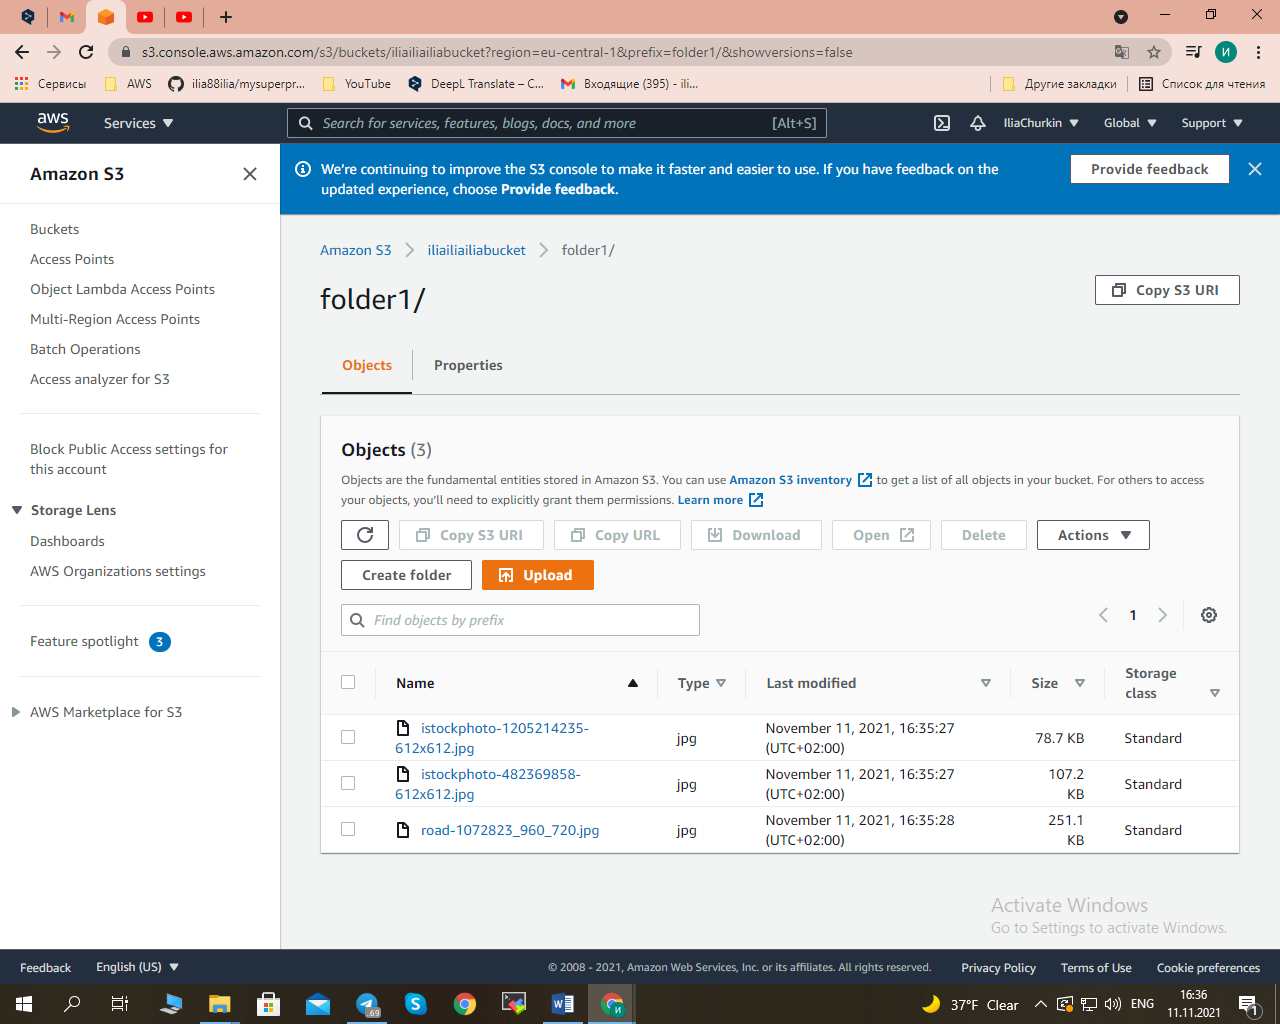 s3.console.aws.amazon.com/s3/buckets/iliailiailiabucket?region=eu-central-1&prefix=folder1/&showversions=false
И
Сервисы
AWS
ilia88ilia/mysuperpr...
YouTube
DeepL Translate – C...
Входящие (395) - ili...
Другие закладки
Список для чтения
aws
Services
Search for services, features, blogs, docs, and more
[Alt+S]
IliaChurkin
Global
Support
Amazon S3
Buckets
Access Points
Object Lambda Access Points
Multi-Region Access Points
Batch Operations
Access analyzer for S3
Block Public Access settings for
this account
Storage Lens
Dashboards
AWS Organizations settings
Feature spotlight 3
AWS Marketplace for S3
We're continuing to improve the S3 console to make it faster and easier to use. If you have feedback on the
updated experience, choose Provide feedback.
Provide feedback
Amazon S3
iliailiailiabucket
folder1/
folder1/
Copy S3 URI
Objects
Properties
Objects (3)
Objects are the fundamental entities stored in Amazon S3. You can use Amazon S3 inventory to get a list of all objects in your bucket. For others to access
your objects, you'll need to explicitly grant them permissions. Learn more
Copy S3 URI
Copy URL
Download
Open
Delete
Actions
Create folder
Upload
Find objects by prefix
1
Name
Type
Last modified
Size
Storage
class
istockphoto-1205214235-
612x612.jpg
jpg
November 11, 2021, 16:35:27
(UTC+02:00)
78.7 KB
Standard
istockphoto-482369858-
612x612.jpg
jpg
November 11, 2021, 16:35:27
(UTC+02:00)
107.2
KB
Standard
road-1072823_960_720.jpg
jpg
November 11, 2021, 16:35:28
(UTC+02:00)
251.1
KB
Standard
Activate Windows
Go to Settings to activate Windows.
Feedback
English (US)
© 2008 - 2021, Amazon Web Services, Inc. or its affiliates. All rights reserved.
Privacy Policy
Terms of Use
Cookie preferences
.69
И
37°F Clear
ENG
16:36
11.11.2021
1